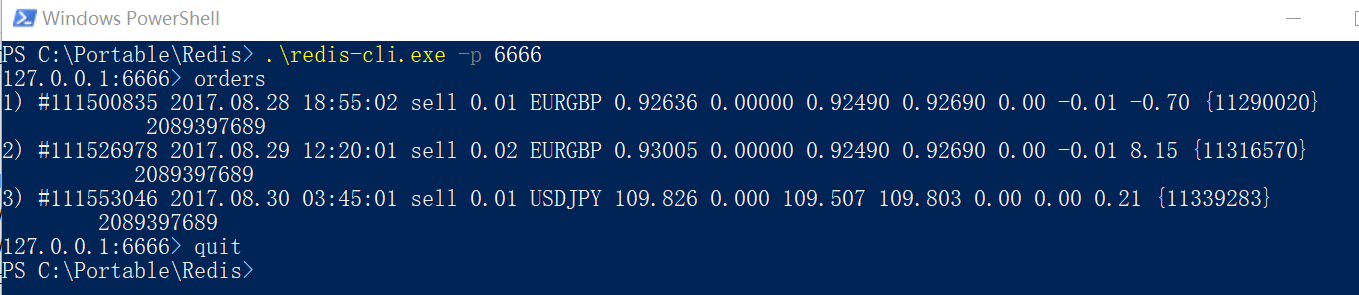 Windows PowerShell
PS C:\Portable\Redis> .\redis-cli.exe -p 6666
127.0.0.1:6666> orders
1) #111500835 2017.08.28 18:55:02 sell 0.01 EURGBP 0.92636 0.00000 0.92490 0.92690 0.00 -0.01 -0.70 {11290020}
2089397689
2) #111526978 2017.08.29 12:20:01 sell 0.02 EURGBP 0.93005 0.00000 0.92490 0.92690 0.00 -0.01 8.15 {11316570}
2089397689
3) #111553046 2017.08.30 03:45:01 sell 0.01 USDJPY 109.826 0.000 109.507 109.803 0.00 0.00 0.21 {11339283}
2089397689
127.0.0.1:6666> quit
PS C:\Portable\Redis>